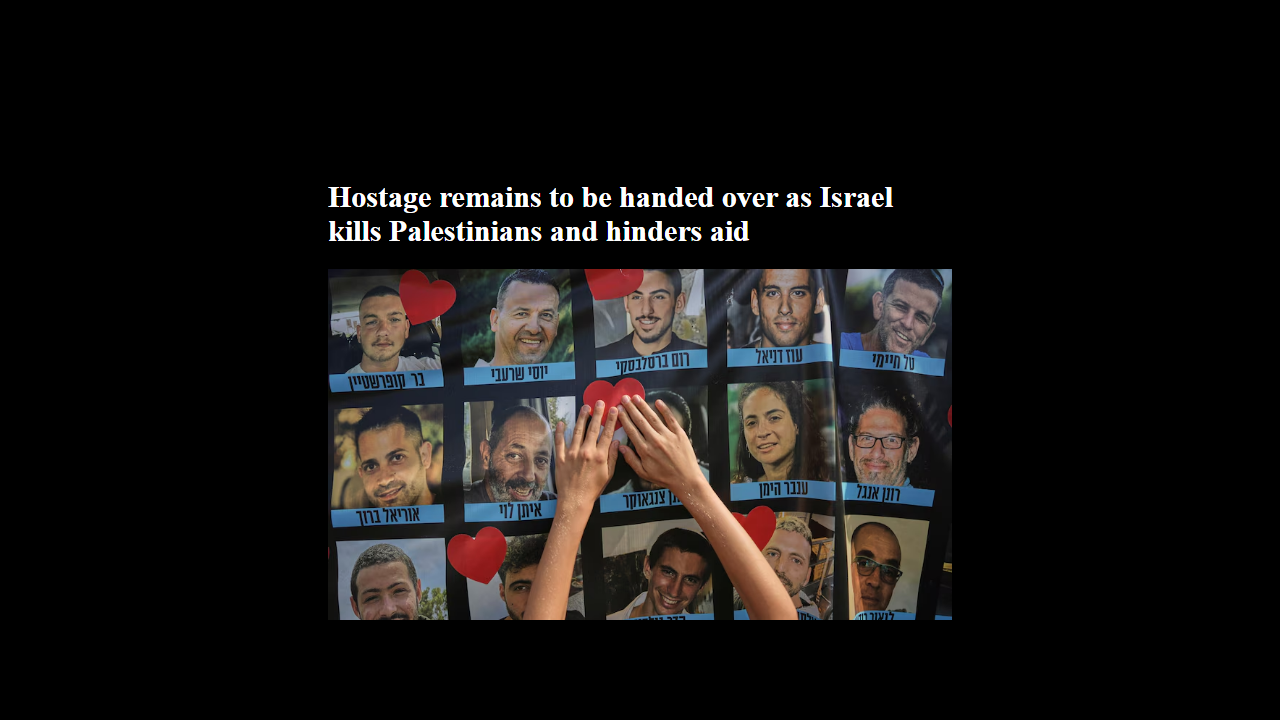 Hostage remains to be handed over as Israel
kills Palestinians and hinders aid
בר קופרשטיין
יוסי שרעבי
רום ברסלבסקי
עוז דניאל
טל חיימי
אוריאל ברוך
איתן לוי
צנגאוקר
ענבר הימן
רונן אנגל